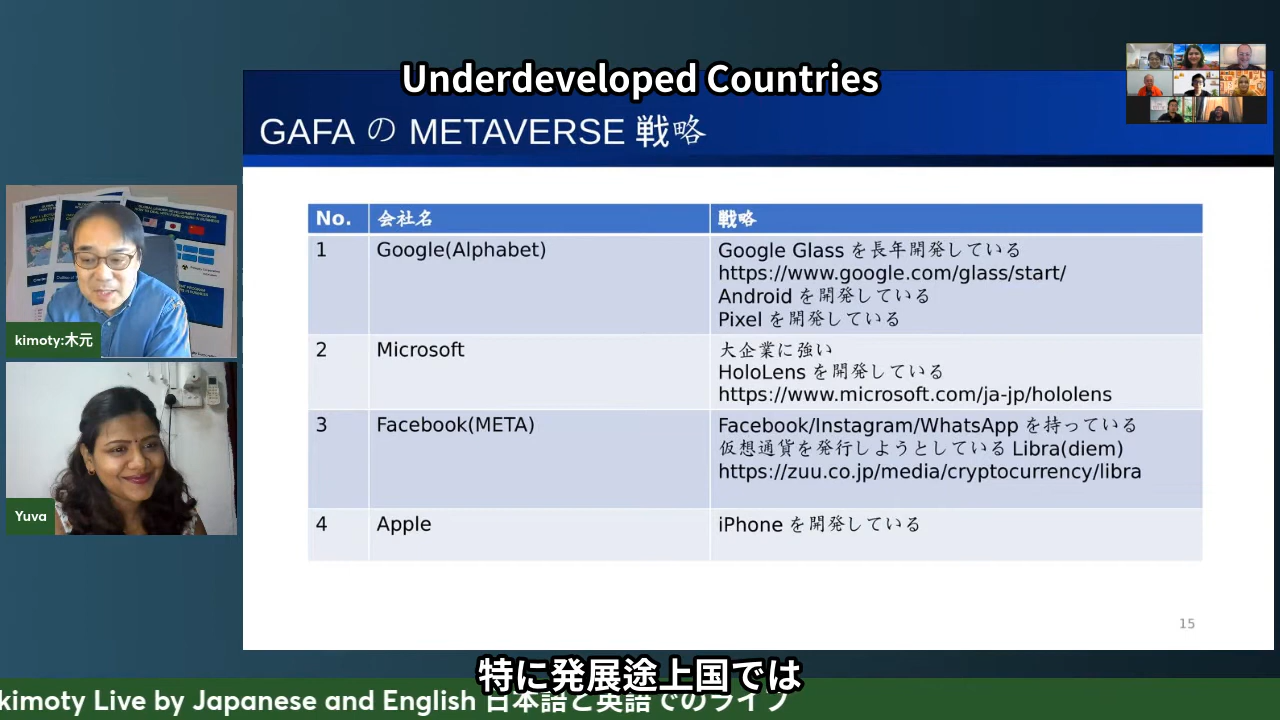 Underdeveloped Countries
GAFA の METAVERSE 戦略
No. 会社名 戦略
1 Google(Alphabet) Google Glass を長年開発している
https://www.google.com/glass/start/
Android を開発している
Pixel を開発している
2 Microsoft 大企業に強い
HoloLens を開発している
https://www.microsoft.com/ja-jp/hololens
3 Facebook(META) Facebook/Instagram/WhatsApp を持っている
仮想通貨を発行しようとしている Libra(diem)
https://zuu.co.jp/media/cryptocurrency/libra
4 Apple iPhone を開発している
15
kimoty:木元
Yuva
特に発展途上国では
kimoty Live by Japanese and English 日本語と英語でのライブ